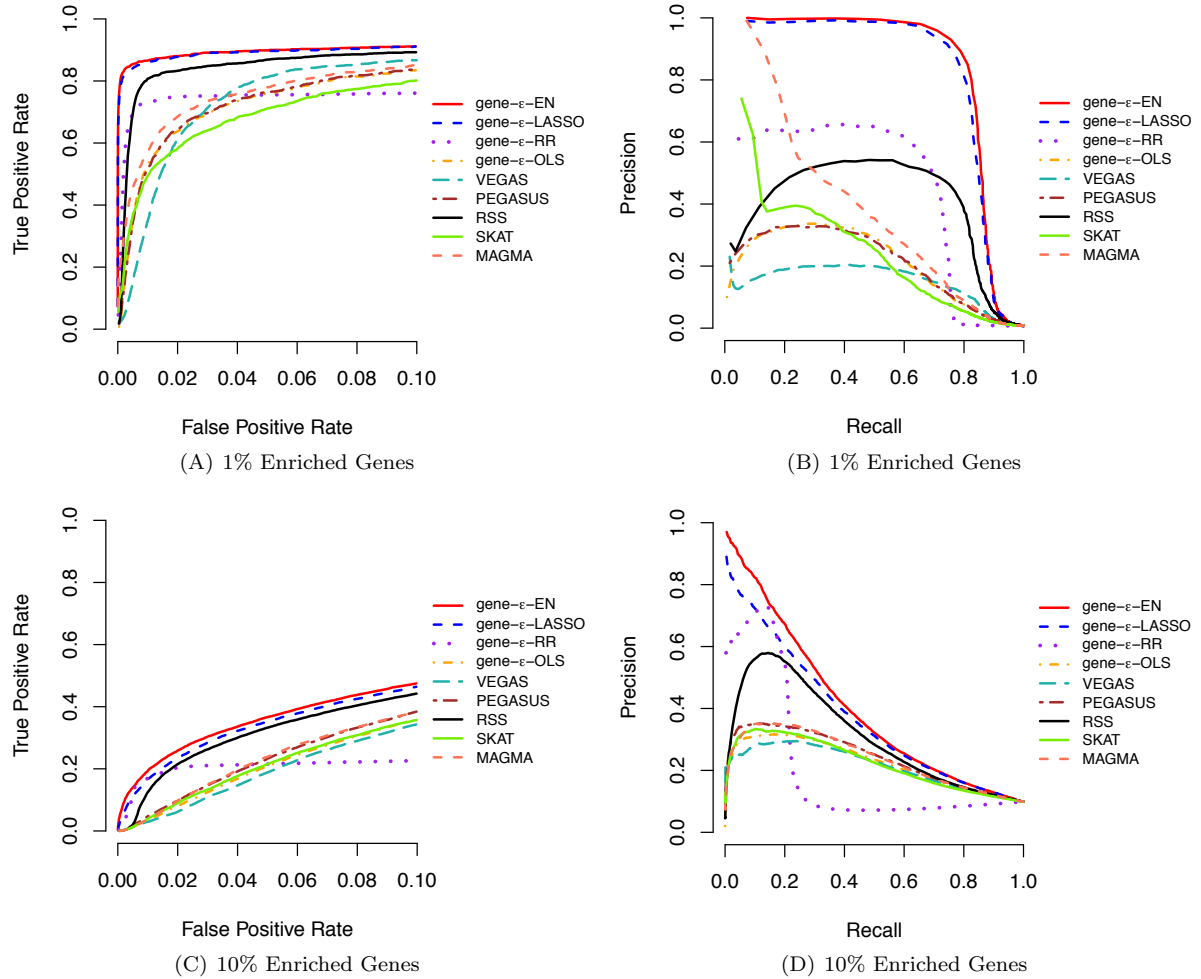 True Positive Rate
0.0 0.2 0.4 0.6 0.8 1.0
0.00 0.02 0.04 0.06 0.08 0.10
False Positive Rate
gene-ε-EN
gene-ε-LASSO
gene-ε-RR
gene-ε-OLS
VEGAS
PEGASUS
RSS
SKAT
MAGMA
(A) 1% Enriched Genes
Precision
0.0 0.2 0.4 0.6 0.8 1.0
0.0 0.2 0.4 0.6 0.8 1.0
Recall
gene-ε-EN
gene-ε-LASSO
gene-ε-RR
gene-ε-OLS
VEGAS
PEGASUS
RSS
SKAT
MAGMA
(B) 1% Enriched Genes
True Positive Rate
0.0 0.2 0.4 0.6 0.8 1.0
0.00 0.02 0.04 0.06 0.08 0.10
False Positive Rate
gene-ε-EN
gene-ε-LASSO
gene-ε-RR
gene-ε-OLS
VEGAS
PEGASUS
RSS
SKAT
MAGMA
(C) 10% Enriched Genes
Precision
0.0 0.2 0.4 0.6 0.8 1.0
0.0 0.2 0.4 0.6 0.8 1.0
Recall
gene-ε-EN
gene-ε-LASSO
gene-ε-RR
gene-ε-OLS
VEGAS
PEGASUS
RSS
SKAT
MAGMA
(D) 10% Enriched Genes